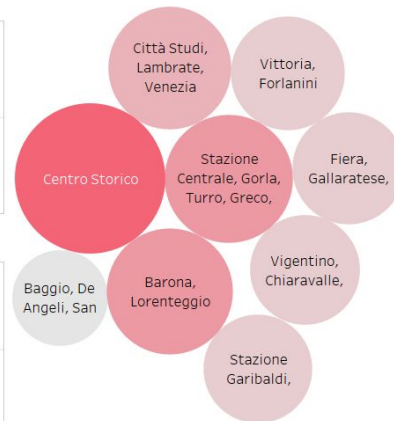 Città Studi,
Lambrate,
Venezia
Vittoria,
Forlanini
Centro Storico
Stazione
Centrale, Gorla,
Turro, Greco,
Fiera,
Gallaratese,
Baggio, De
Angeli, San
Barona,
Lorenteggio
Vigentino,
Chiaravalle,
Stazione
Garibaldi,